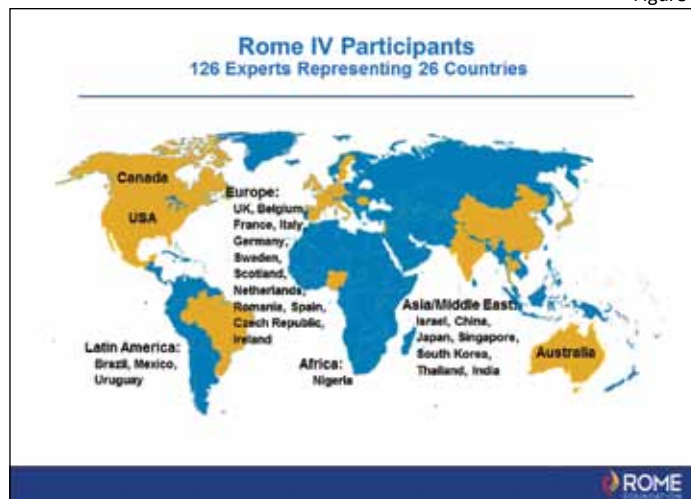 Figure
Rome IV Participants
126 Experts Representing 26 Countries
Canada
USA
Europe:
UK, Belgium,
France, Italy,
Germany,
Sweden,
Scotland,
Netherlands,
Romania, Spain,
Czech Republic,
Ireland
Latin America:
Brazil, Mexico,
Uruguay
Africa:
Nigeria
Asia/Middle East:
Israel, China,
Japan, Singapore,
South Korea,
Thailand, India
Australia
ROME
FOUNDATION